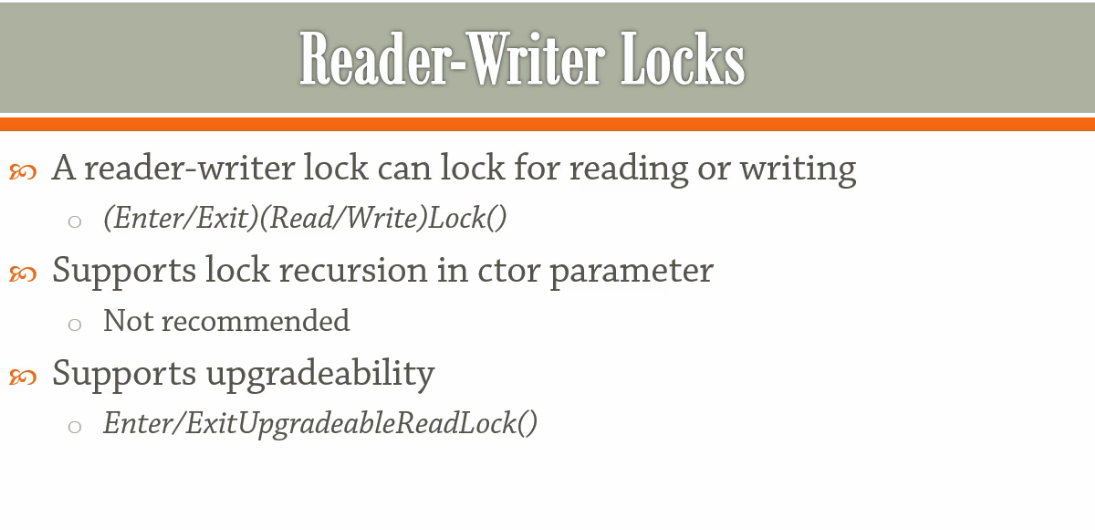 Reader-Writer Locks
A reader-writer lock can lock for reading or writing
(Enter/Exit)(Read/Write)Lock()
Supports lock recursion in ctor parameter
Not recommended
Supports upgradeability
Enter/ExitUpgradeableReadLock()